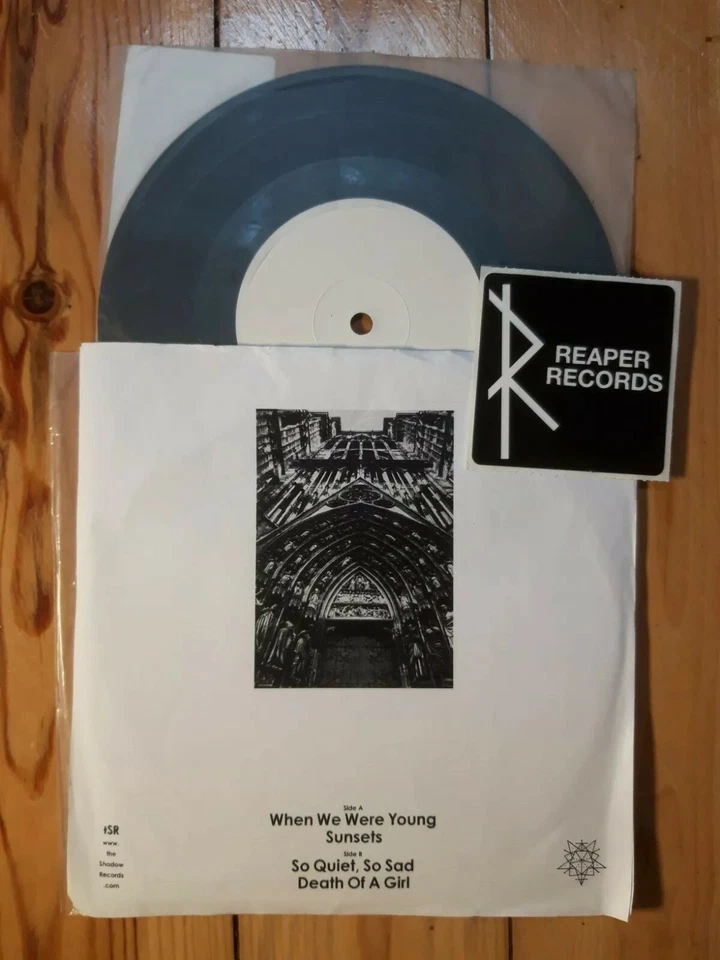 REAPER
RECORDS
Side A
When We Were Young
Sunsets
Side B
So Quiet, So Sad
Death Of A Girl
tSR
www.
the
Shadow
Records
.com